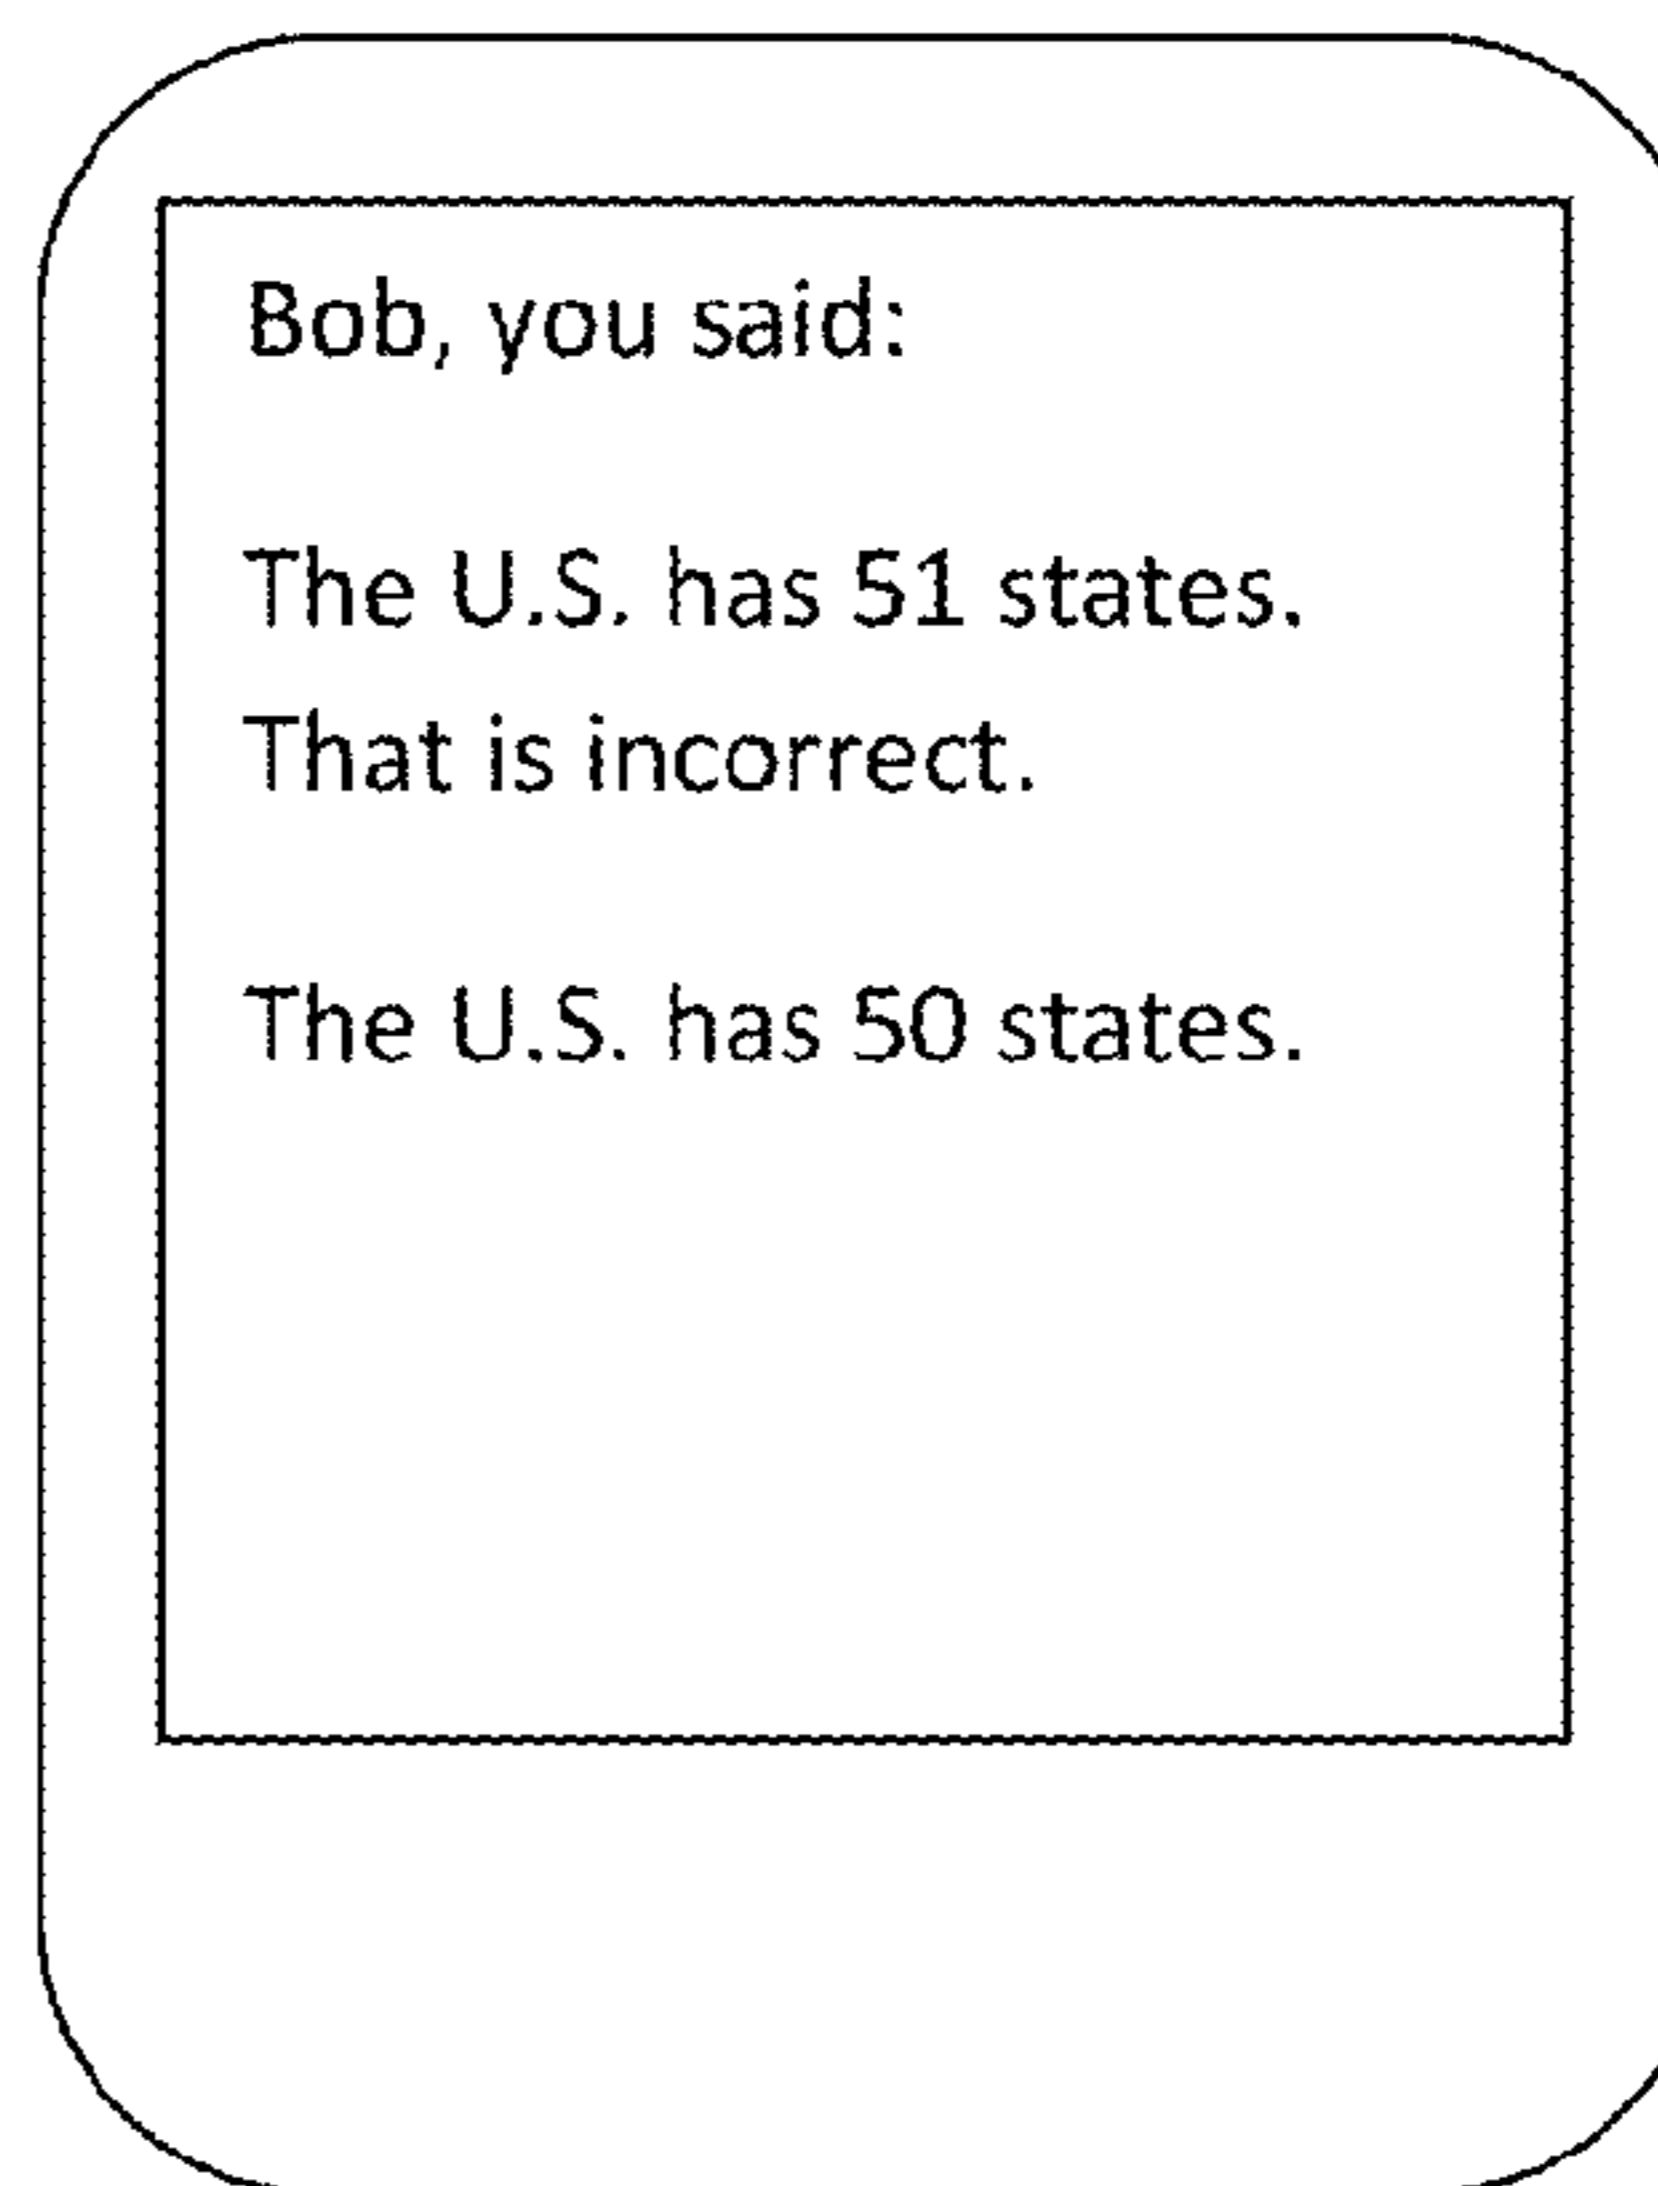 Bob, you said:
The U.S. has 51 states.
That is incorrect.
The U.S. has 50 states.